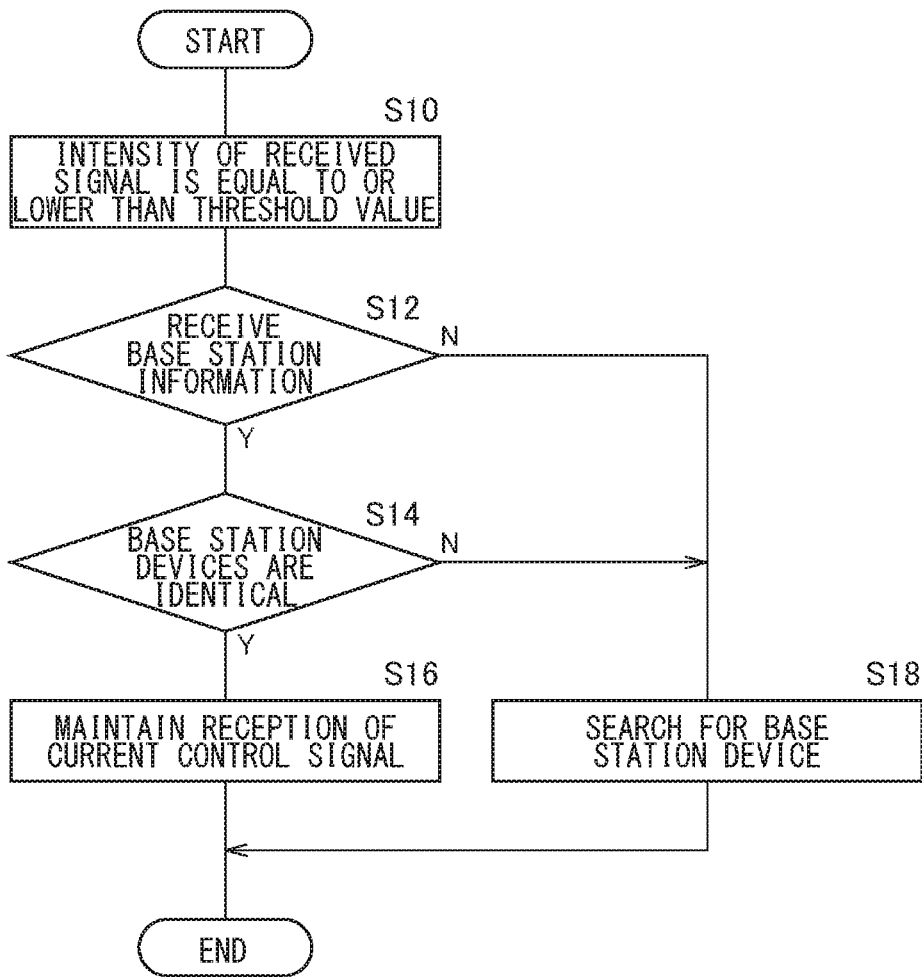 START
S10
INTENSITY OF RECEIVED
SIGNAL IS EQUAL TO OR
LOWER THAN THRESHOLD VALUE
S12
RECEIVE
BASE STATION
INFORMATION
N
Y
S14
BASE STATION
DEVICES ARE
IDENTICAL
N
Y
S16
MAINTAIN RECEPTION OF
CURRENT CONTROL SIGNAL
S18
SEARCH FOR BASE
STATION DEVICE
END